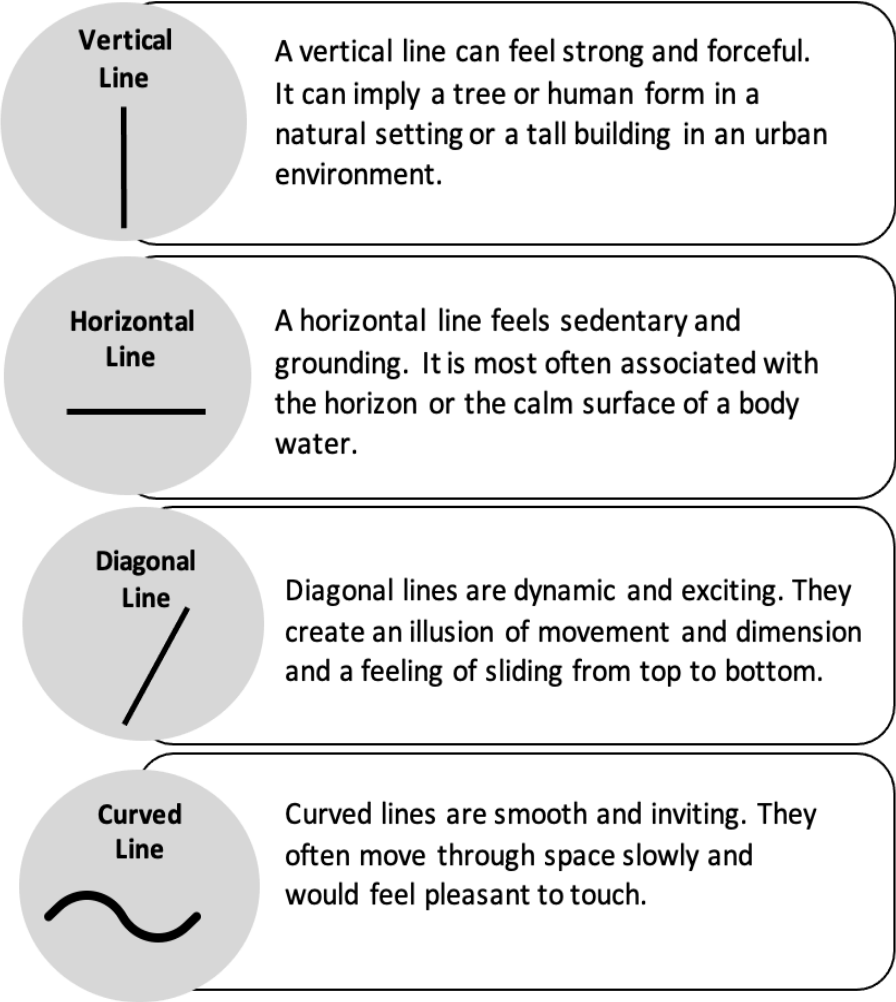 Vertical
Line
A vertical line can feel strong and forceful.
It can imply a tree or human form in a
natural setting or a tall building in an urban
environment.
Horizontal
Line
A horizontal line feels sedentary and
grounding. It is most often associated with
the horizon or the calm surface of a body
water.
Diagonal
Line
Diagonal lines are dynamic and exciting. They
create an illusion of movement and dimension
and a feeling of sliding from top to bottom.
Curved
Line
Curved lines are smooth and inviting. They
often move through space slowly and
would feel pleasant to touch.